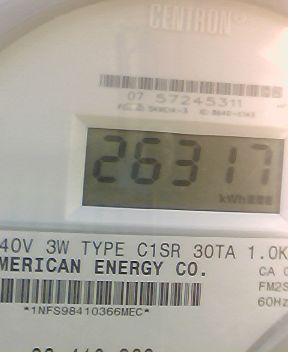 CENTRON
07 57245311
26317
kWh
40V 3W TYPE C1SR 30TA 1.0K
MERICAN ENERGY CO.
CA
FM2S
60Hz
*1NFS98410366MEC*